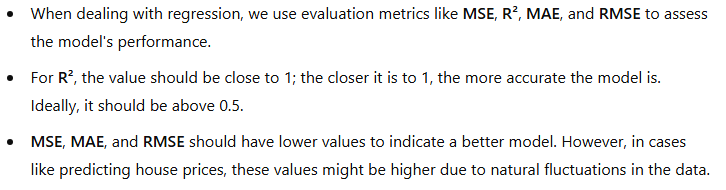 • When dealing with regression, we use evaluation metrics like MSE, R², MAE, and RMSE to assess
the model's performance.
• For R², the value should be close to 1; the closer it is to 1, the more accurate the model is.
Ideally, it should be above 0.5.
• MSE, MAE, and RMSE should have lower values to indicate a better model. However, in cases
like predicting house prices, these values might be higher due to natural fluctuations in the data.